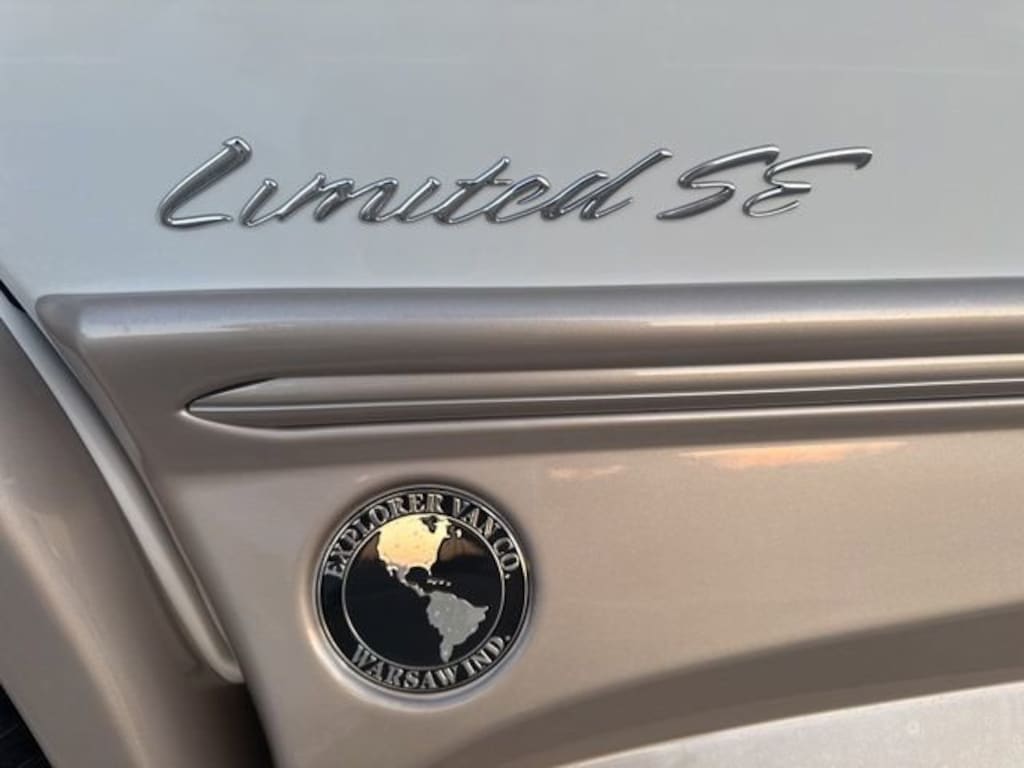 Limited SE
EXPLORER VAN CO.
WARSAW IND.